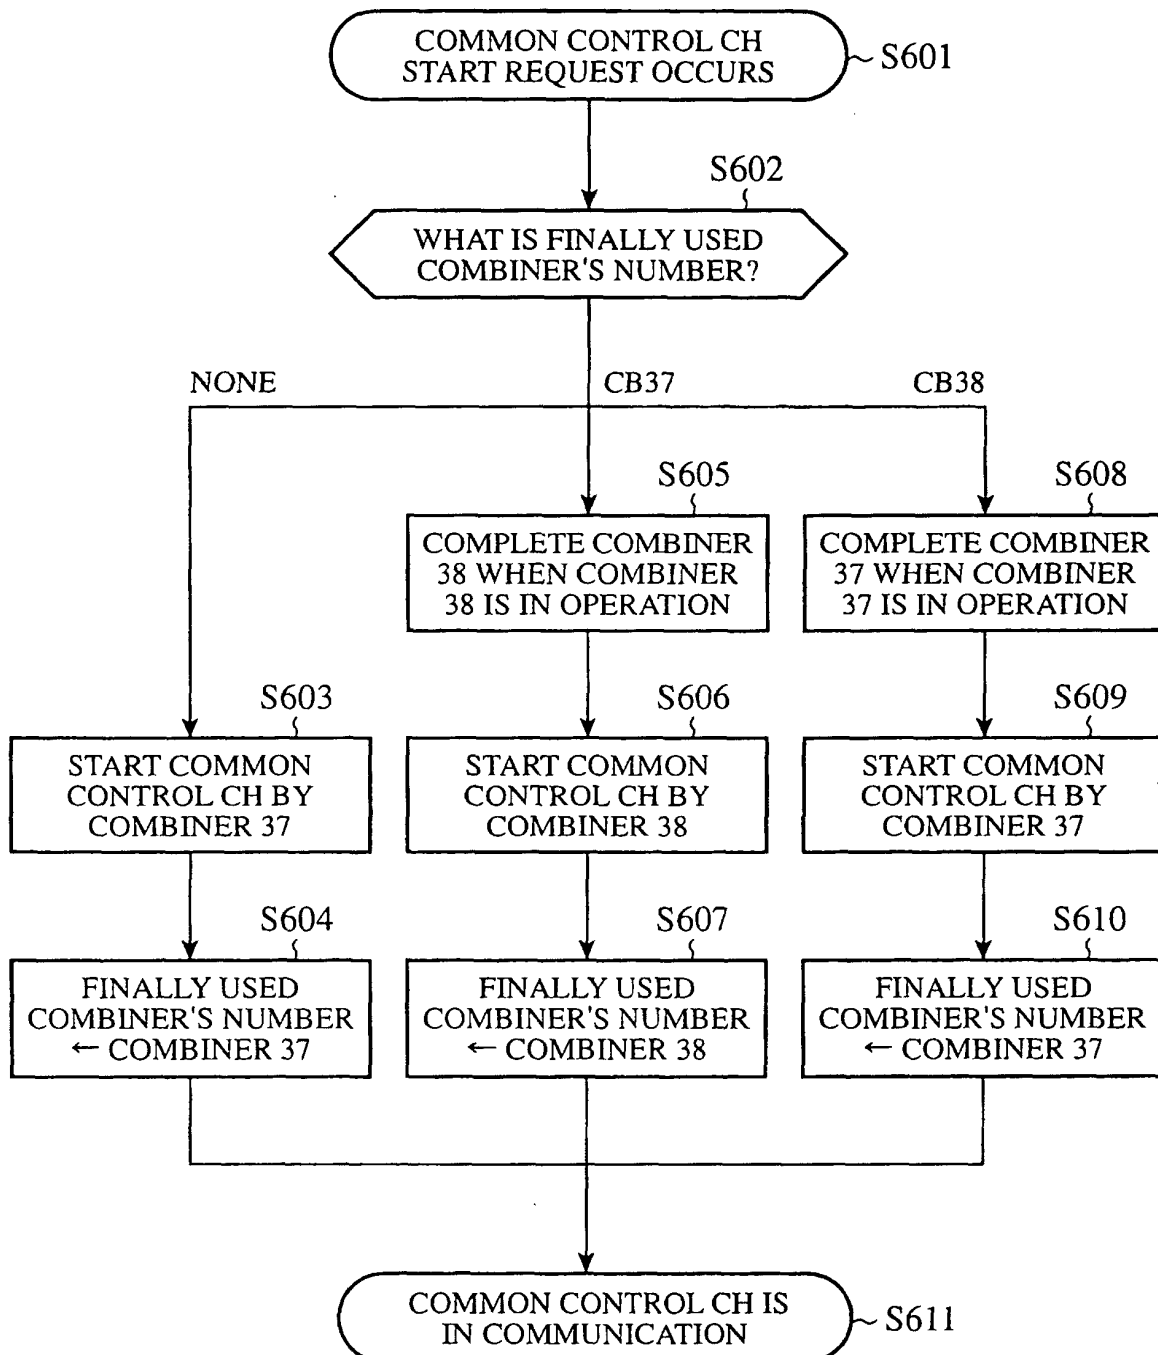 COMMON CONTROL CH
START REQUEST OCCURS
S601
S602
WHAT IS FINALLY USED
COMBINER'S NUMBER?
NONE
CB37
CB38
S605
COMPLETE COMBINER
38 WHEN COMBINER
38 IS IN OPERATION
S608
COMPLETE COMBINER
37 WHEN COMBINER
37 IS IN OPERATION
S603
START COMMON
CONTROL CH BY
COMBINER 37
S606
START COMMON
CONTROL CH BY
COMBINER 38
S609
START COMMON
CONTROL CH BY
COMBINER 37
S604
FINALLY USED
COMBINER'S NUMBER
← COMBINER 37
S607
FINALLY USED
COMBINER'S NUMBER
← COMBINER 38
S610
FINALLY USED
COMBINER'S NUMBER
← COMBINER 37
COMMON CONTROL CH IS
IN COMMUNICATION
S611